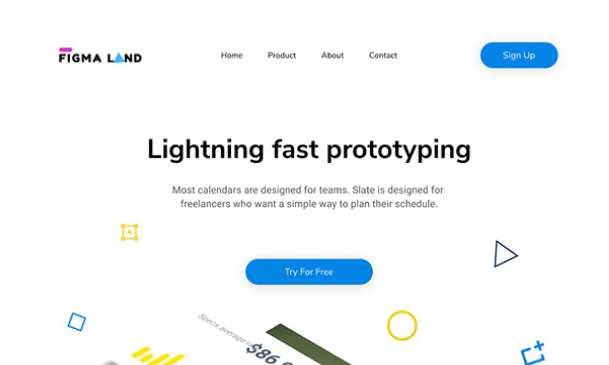 FIGMA LAND
Home
Product
About
Contact
Sign Up
Lightning fast prototyping
Most calendars are designed for teams. Slate is designed for
freelancers who want a simple way to plan their schedule.
A
Try For Free
Specs average
$86.